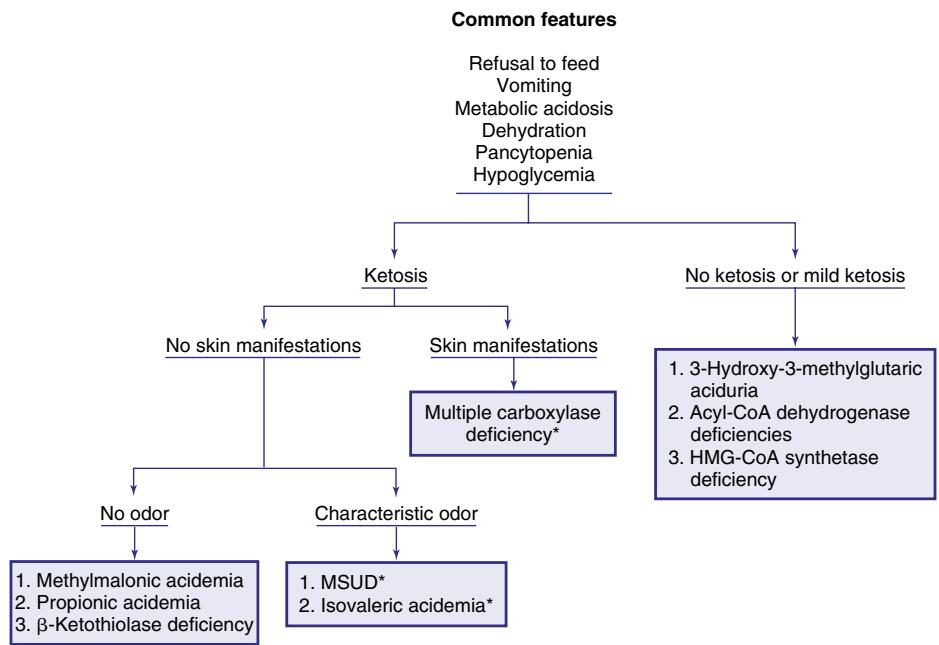 Common features
Refusal to feed
Vomiting
Metabolic acidosis
Dehydration
Pancytopenia
Hypoglycemia
Ketosis
No ketosis or mild ketosis
No skin manifestations
Skin manifestations
1. 3-Hydroxy-3-methylglutaric
aciduria
2. Acyl-CoA dehydrogenase
deficiencies
3. HMG-CoA synthetase
deficiency
Multiple carboxylase
deficiency*
No odor
Characteristic odor
1. Methylmalonic acidemia
2. Propionic acidemia
3. β-Ketothiolase deficiency
1. MSUD*
2. Isovaleric acidemia*